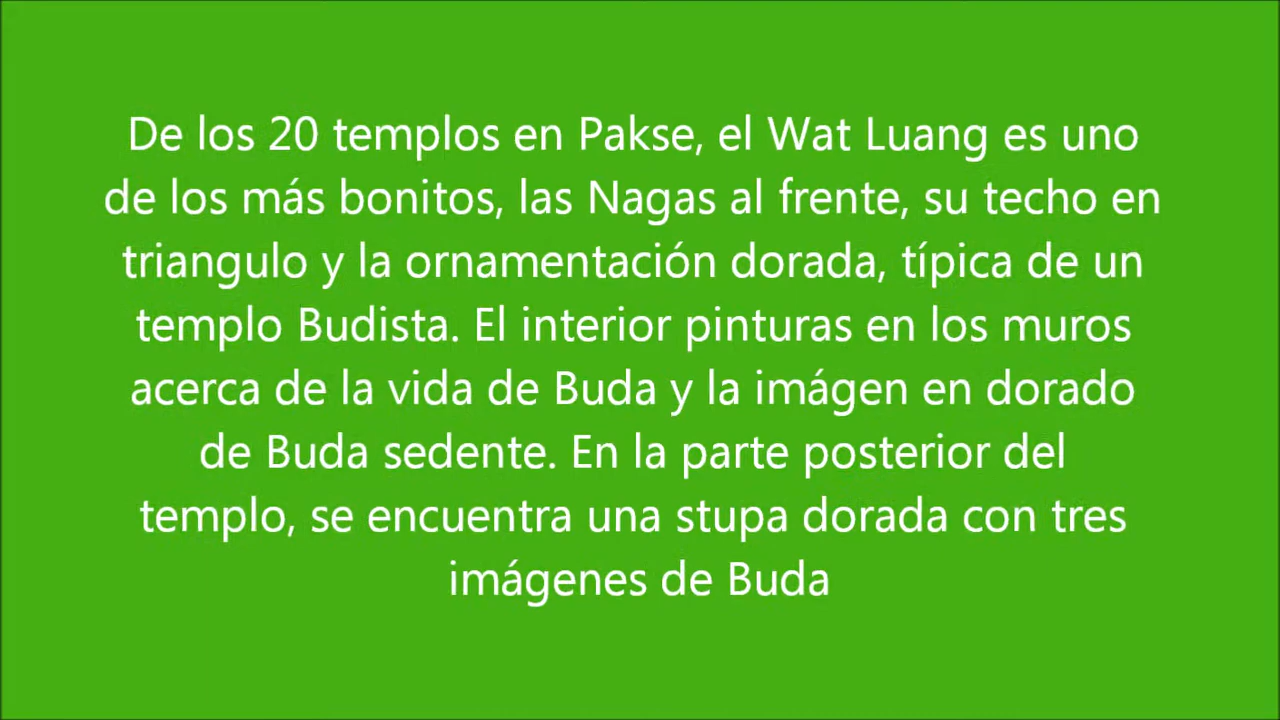 De los 20 templos en Pakse, el Wat Luang es uno
de los más bonitos, las Nagas al frente, su techo en
triangulo y la ornamentación dorada, típica de un
templo Budista. El interior pinturas en los muros
acerca de la vida de Buda y la imágen en dorado
de Buda sedente. En la parte posterior del
templo, se encuentra una stupa dorada con tres
imágenes de Buda